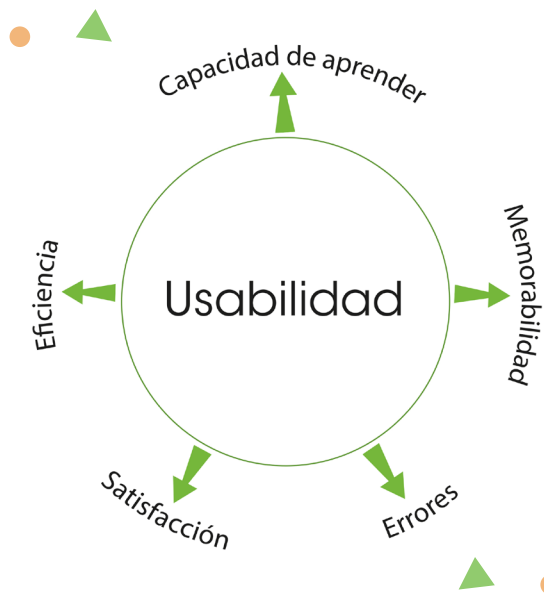 Capacidad de aprender
Memorabilidad
Eficiencia
Usabilidad
Satisfacción
Errores